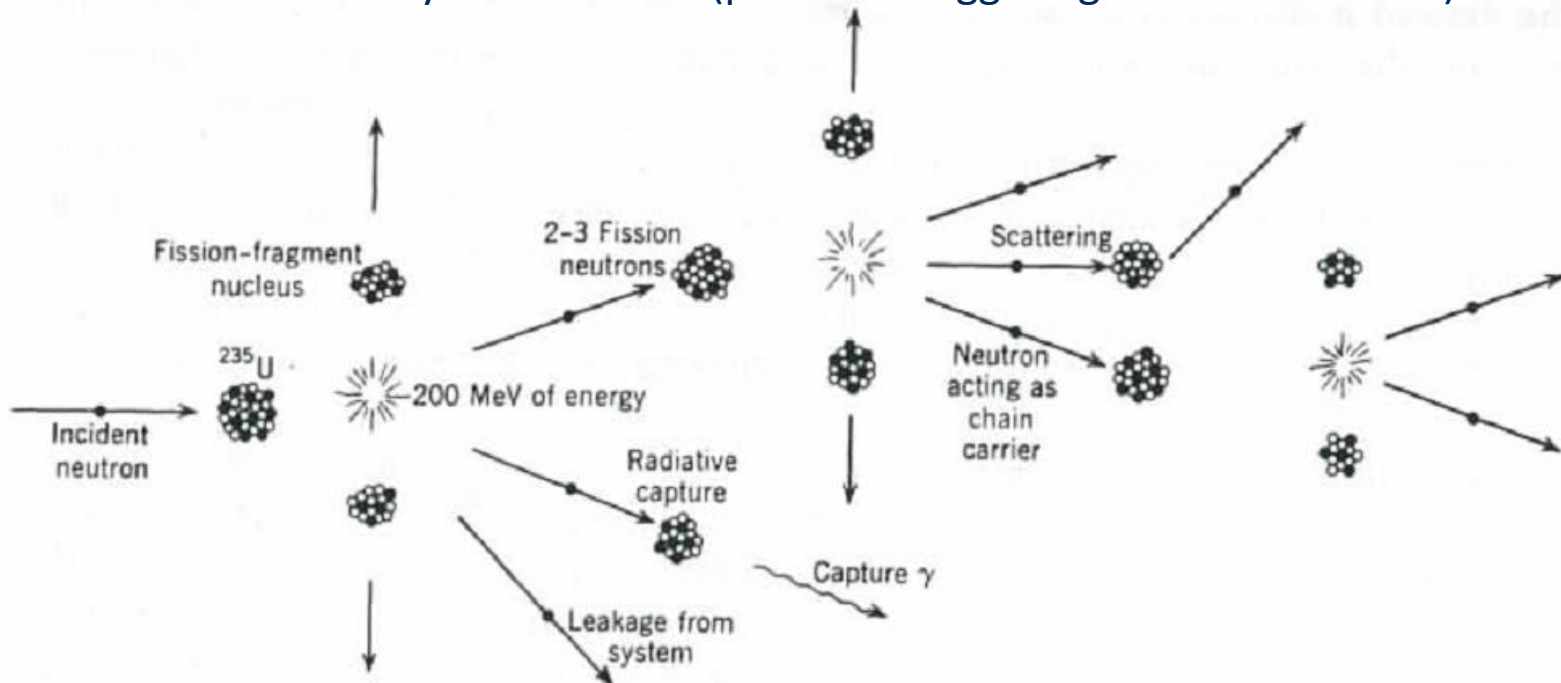 Fission-fragment
nucleus
2-3 Fission
neutrons
Scattering
235U
200 MeV of energy
Incident
neutron
Neutron
acting as
chain
carrier
Radiative
capture
Capture γ
Leakage from
system